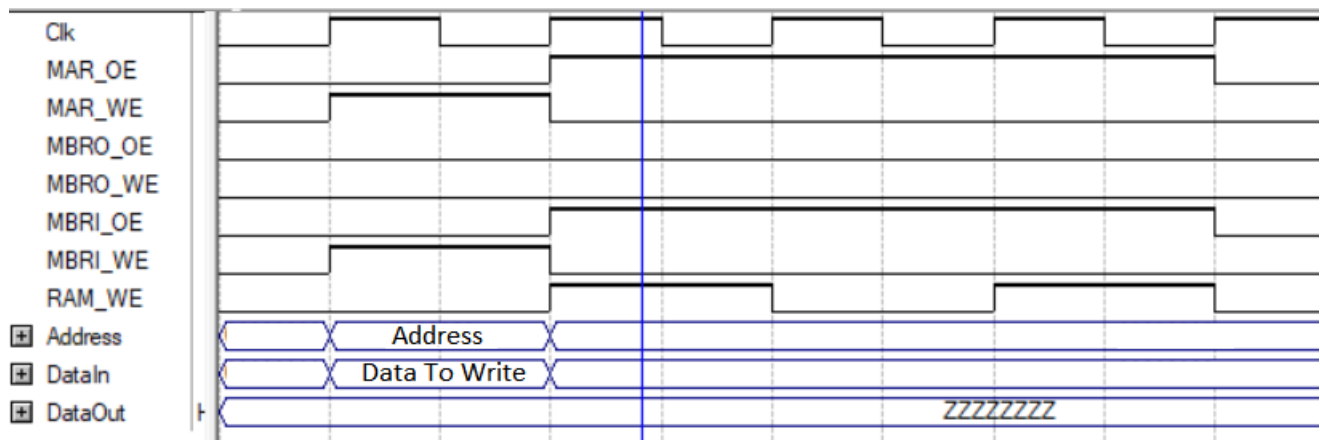 Clk
MAR_OE
MAR_WE
MBRO_OE
MBRO_WE
MBRI_OE
MBRI_WE
RAM_WE
Address Address
DataIn Data To Write
DataOut ZZZZZZZZ